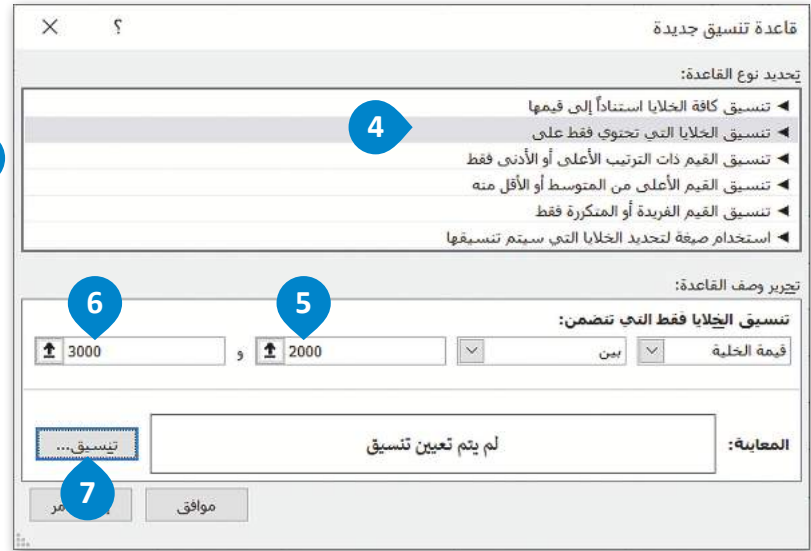 قاعدة تنسيق جديدة ؟ ×
تحديد نوع القاعدة:
◄ تنسيق كافة الخلايا استناداً إلى قيمها
◄ تنسيق الخلايا التي تحتوي فقط على 4
◄ تنسيق القيم ذات الترتيب الأعلى أو الأدنى فقط
◄ تنسيق القيم الأعلى من المتوسط أو الأقل منه
◄ تنسيق القيم الفريدة أو المتكررة فقط
◄ استخدام صيغة لتحديد الخلايا التي سيتم تنسيقها
تحرير وصف القاعدة:
5 6
تنسيق الخلايا فقط التي تتضمن:
قيمة الخلية بين 2000 و 3000
المعاينة: لم يتم تعيين تنسيق تنسيق...
7
موافق